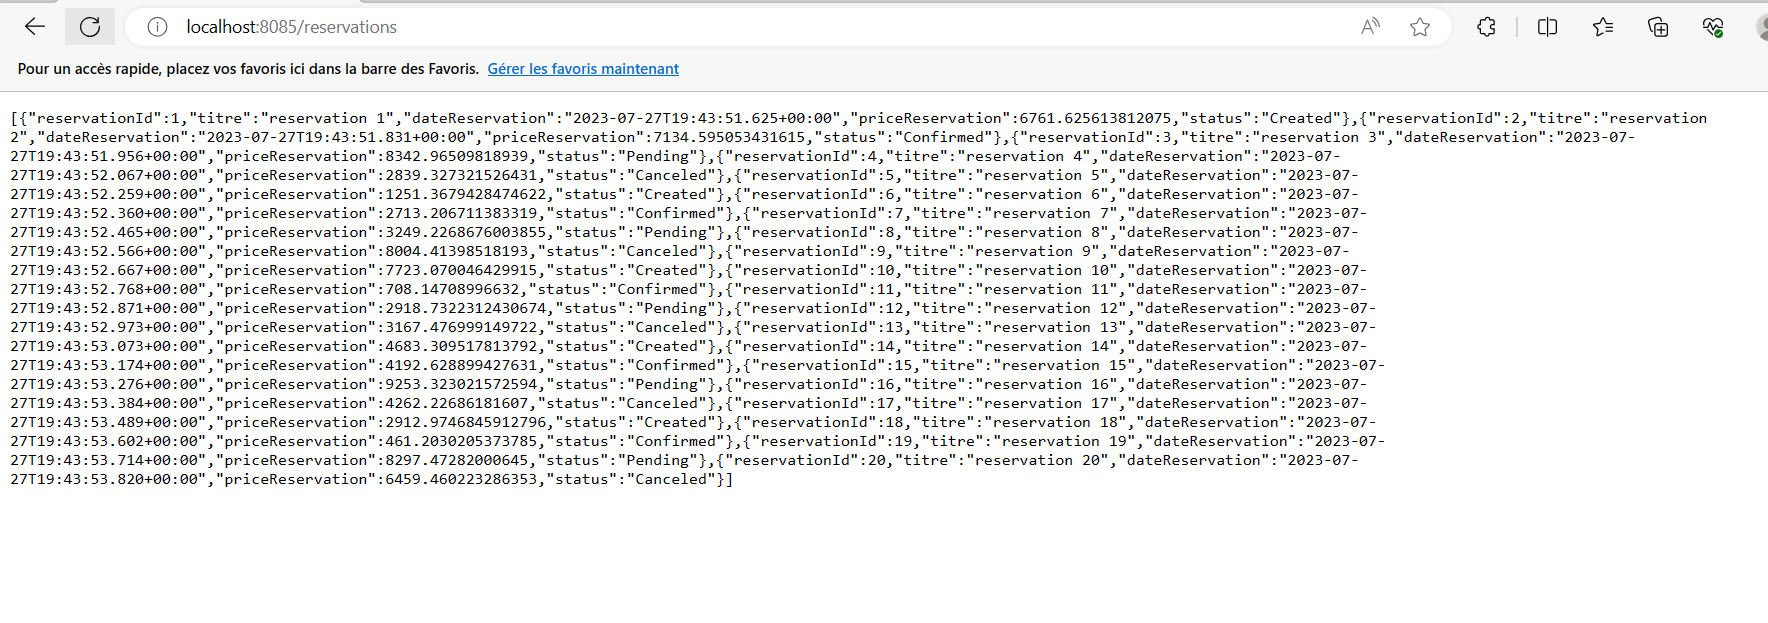 localhost:8085/reservations
Pour un accès rapide, placez vos favoris ici dans la barre des Favoris. Gérer les favoris maintenant
[{"reservationId":1,"titre":"reservation 1","dateReservation":"2023-07-27T19:43:51.625+00:00","priceReservation":6761.625613812075,"status":"Created"},{"reservationId":2,"titre":"reservation
2","dateReservation":"2023-07-27T19:43:51.831+00:00","priceReservation":7134.595053431615,"status":"Confirmed"},{"reservationId":3,"titre":"reservation 3","dateReservation":"2023-07-
27T19:43:51.956+00:00","priceReservation":8342.96509818939,"status":"Pending"},{"reservationId":4,"titre":"reservation 4","dateReservation":"2023-07-
27T19:43:52.067+00:00","priceReservation":2839.327321526431,"status":"Canceled"},{"reservationId":5,"titre":"reservation 5","dateReservation":"2023-07-
27T19:43:52.259+00:00","priceReservation":1251.3679428474622,"status":"Created"},{"reservationId":6,"titre":"reservation 6","dateReservation":"2023-07-
27T19:43:52.360+00:00","priceReservation":2713.206711383319,"status":"Confirmed"},{"reservationId":7,"titre":"reservation 7","dateReservation":"2023-07-
27T19:43:52.465+00:00","priceReservation":3249.2268676003855,"status":"Pending"},{"reservationId":8,"titre":"reservation 8","dateReservation":"2023-07-
27T19:43:52.566+00:00","priceReservation":8004.41398518193,"status":"Canceled"},{"reservationId":9,"titre":"reservation 9","dateReservation":"2023-07-
27T19:43:52.667+00:00","priceReservation":7723.070046429915,"status":"Created"},{"reservationId":10,"titre":"reservation 10","dateReservation":"2023-07-
27T19:43:52.768+00:00","priceReservation":708.14708996632,"status":"Confirmed"},{"reservationId":11,"titre":"reservation 11","dateReservation":"2023-07-
27T19:43:52.871+00:00","priceReservation":2918.7322312430674,"status":"Pending"},{"reservationId":12,"titre":"reservation 12","dateReservation":"2023-07-
27T19:43:52.973+00:00","priceReservation":3167.476999149722,"status":"Canceled"},{"reservationId":13,"titre":"reservation 13","dateReservation":"2023-07-
27T19:43:53.073+00:00","priceReservation":4683.309517813792,"status":"Created"},{"reservationId":14,"titre":"reservation 14","dateReservation":"2023-07-
27T19:43:53.174+00:00","priceReservation":4192.628899427631,"status":"Confirmed"},{"reservationId":15,"titre":"reservation 15","dateReservation":"2023-07-
27T19:43:53.276+00:00","priceReservation":9253.323021572594,"status":"Pending"},{"reservationId":16,"titre":"reservation 16","dateReservation":"2023-07-
27T19:43:53.384+00:00","priceReservation":4262.22686181607,"status":"Canceled"},{"reservationId":17,"titre":"reservation 17","dateReservation":"2023-07-
27T19:43:53.489+00:00","priceReservation":2912.9746845912796,"status":"Created"},{"reservationId":18,"titre":"reservation 18","dateReservation":"2023-07-
27T19:43:53.602+00:00","priceReservation":461.2030205373785,"status":"Confirmed"},{"reservationId":19,"titre":"reservation 19","dateReservation":"2023-07-
27T19:43:53.714+00:00","priceReservation":8297.47282000645,"status":"Pending"},{"reservationId":20,"titre":"reservation 20","dateReservation":"2023-07-
27T19:43:53.820+00:00","priceReservation":6459.460223286353,"status":"Canceled"}]